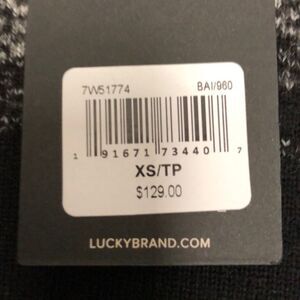 7W51774 BAI/960
1 91671 73440 7
XS/TP
$129.00
LUCKYBRAND.COM